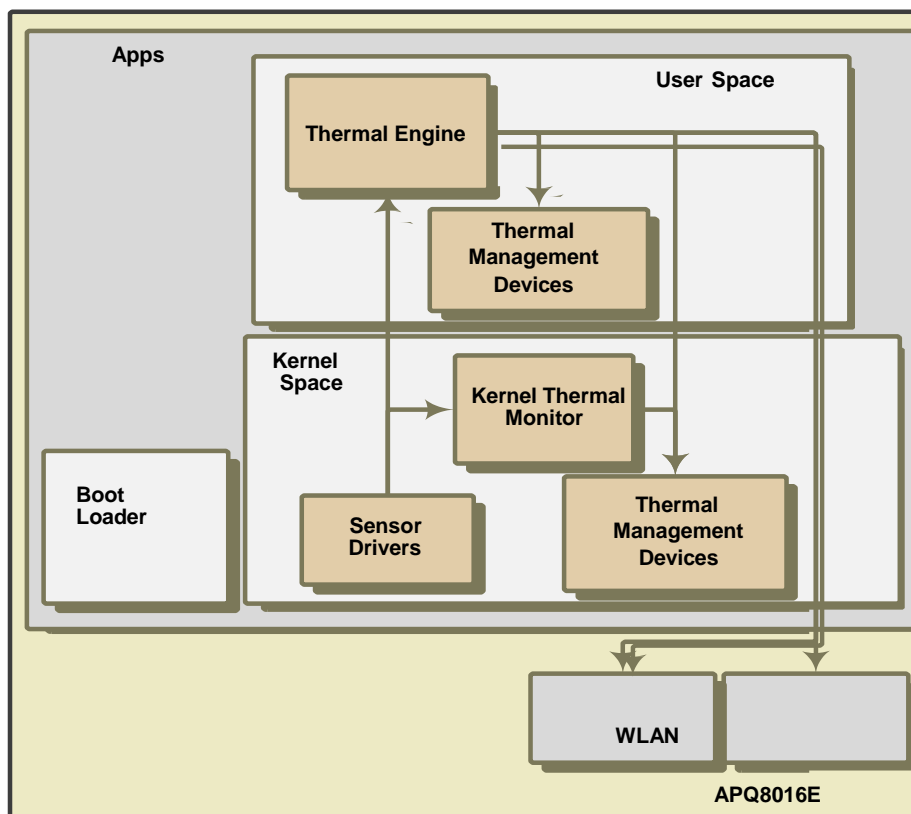 Apps
User Space
Thermal Engine
Thermal
Management
Devices
Kernel
Space
Kernel Thermal
Monitor
Boot
Loader
Sensor
Drivers
Thermal
Management
Devices
WLAN
APQ8016E